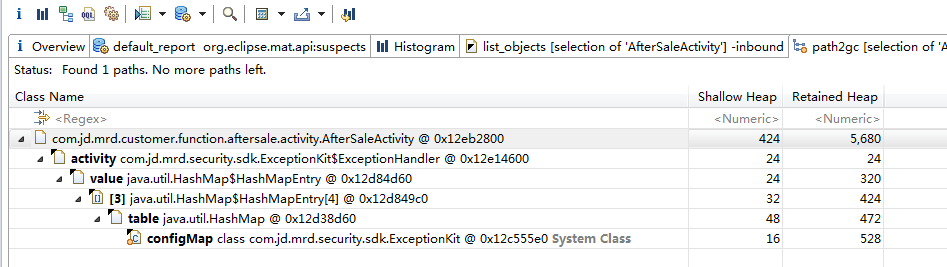 Overview default_report org.eclipse.mat.api:suspects Histogram list_objects [selection of 'AfterSaleActivity'] -inbound path2gc [selection of 'A
Status: Found 1 paths. No more paths left.
Class Name Shallow Heap Retained Heap
<Regex> <Numeric> <Numeric>
com.jd.mrd.customer.function.aftersale.activity.AfterSaleActivity @ 0x12eb2800 424 5,680
activity com.jd.mrd.security.sdk.ExceptionKit$ExceptionHandler @ 0x12e14600 24 24
value java.util.HashMap$HashMapEntry @ 0x12d84d60 24 320
[3] java.util.HashMap$HashMapEntry[4] @ 0x12d849c0 32 424
table java.util.HashMap @ 0x12d38d60 48 472
configMap class com.jd.mrd.security.sdk.ExceptionKit @ 0x12c555e0 System Class 16 528